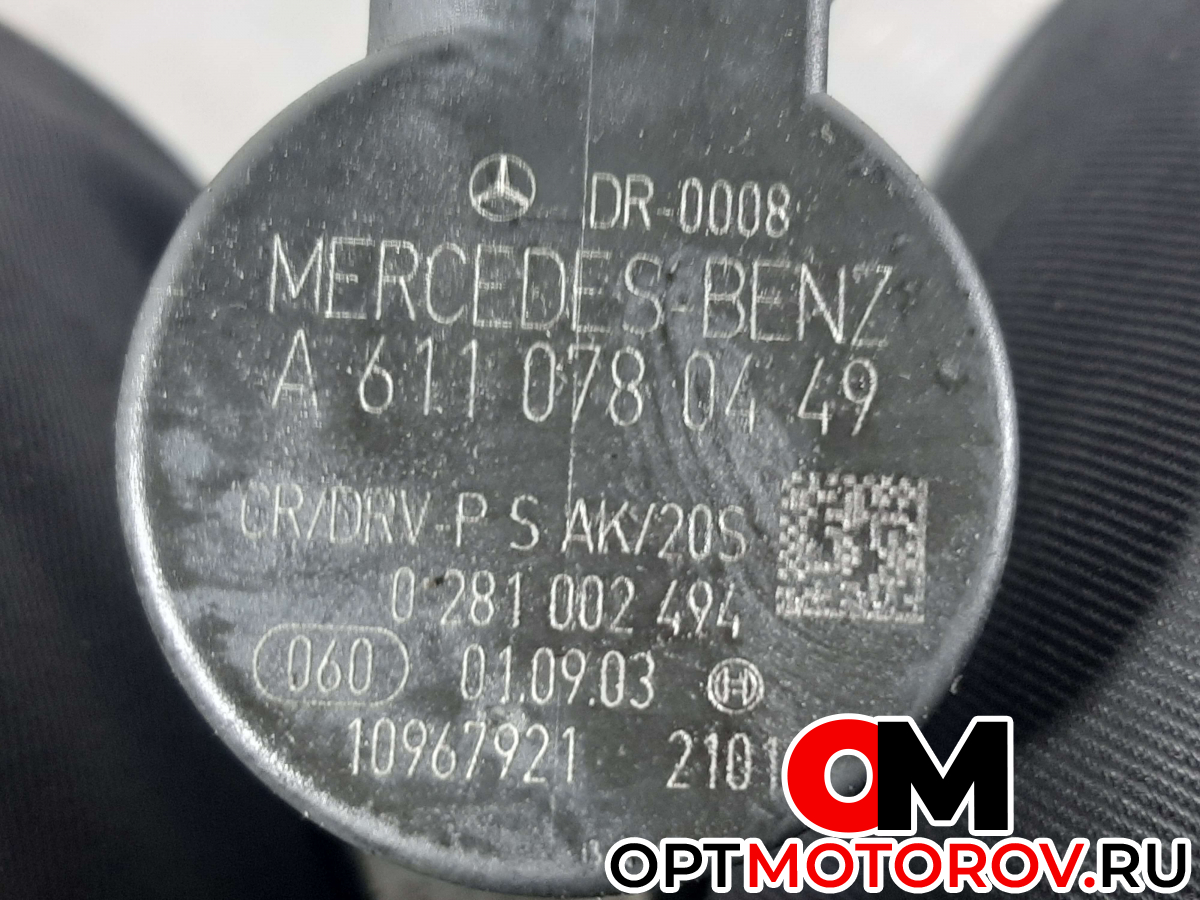 DR-0008
MERCEDES-BENZ
A 611 078 04 49
CR/DRV-P S AK/20S
0 281 002 494
060 01.09.03
10967921 2101
OM
OPTMOTOROV.RU